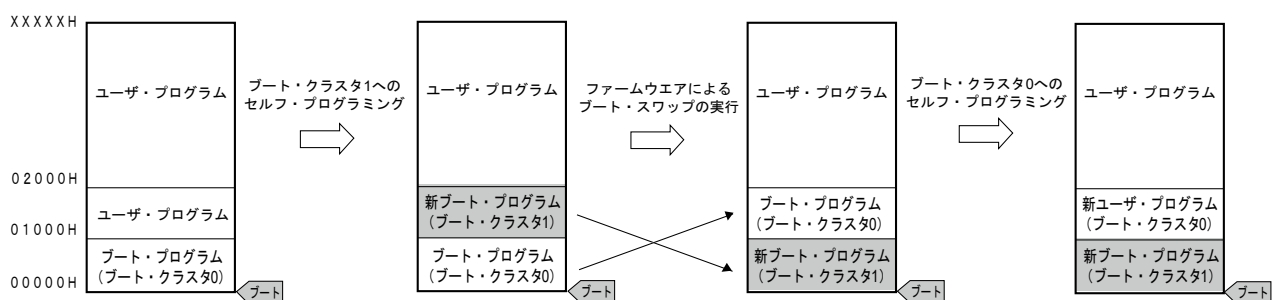 XXXXXH
ユーザ・プログラム
02000H
ユーザ・プログラム
01000H
ブート・プログラム
(ブート・クラスタ0)
00000H
ブート
ブート・クラスタ1への
セルフ・プログラミング
ユーザ・プログラム
新ブート・プログラム
(ブート・クラスタ1)
ブート・プログラム
(ブート・クラスタ0)
ブート
ファームウエアによる
ブート・スワップの実行
ユーザ・プログラム
ブート・プログラム
(ブート・クラスタ0)
新ブート・プログラム
(ブート・クラスタ1)
ブート
ブート・クラスタ0への
セルフ・プログラミング
ユーザ・プログラム
新ユーザ・プログラム
(ブート・クラスタ0)
新ブート・プログラム
(ブート・クラスタ1)
ブート